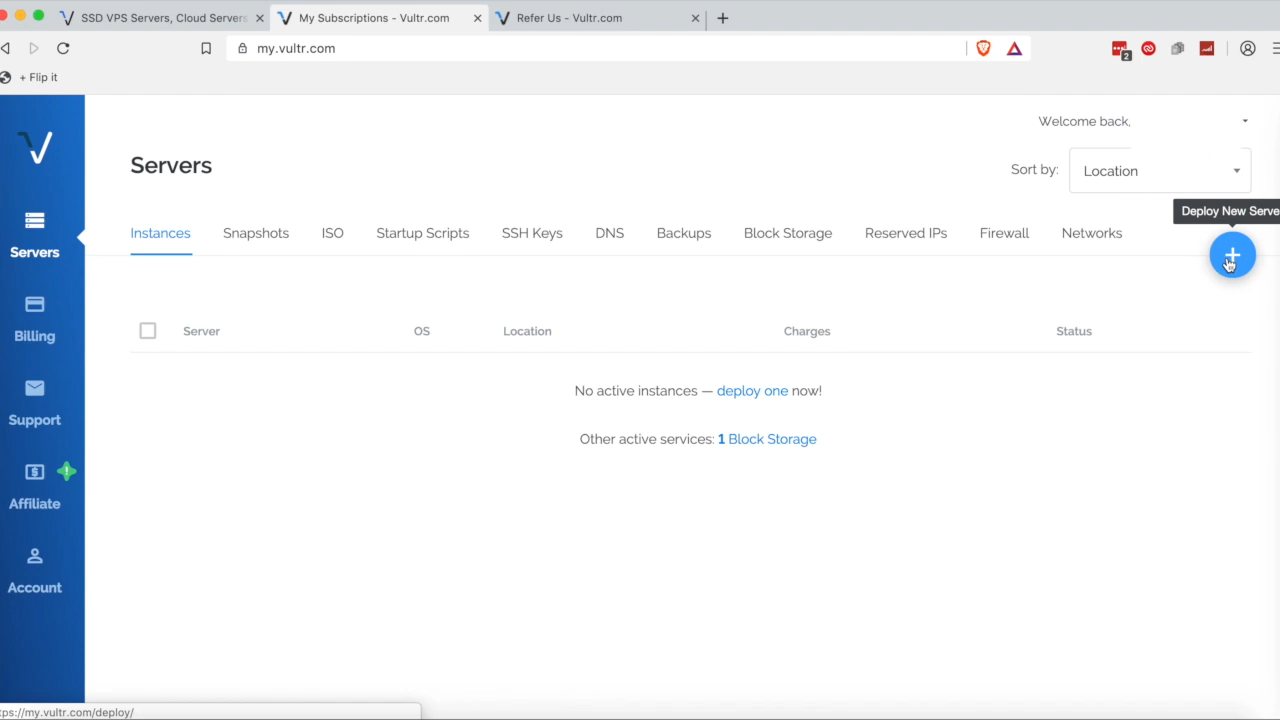 SSD VPS Servers, Cloud Servers
My Subscriptions - Vultr.com
Refer Us - Vultr.com
my.vultr.com
2
+ Flip it
Welcome back,
Servers
Sort by:
Location
Deploy New Serve
Instances
Snapshots
ISO
Startup Scripts
SSH Keys
DNS
Backups
Block Storage
Reserved IPs
Firewall
Networks
Servers
Billing
Support
Affiliate
Account
Server
OS
Location
Charges
Status
No active instances — deploy one now!
Other active services: 1 Block Storage
tps://my.vultr.com/deploy/